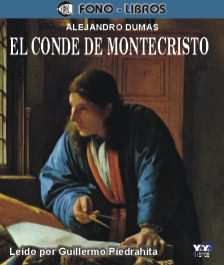 FONO - LIBROS
ALEJANDRO DUMAS
EL CONDE DE MONTECRISTO
Leído por Guillermo Piedrahita